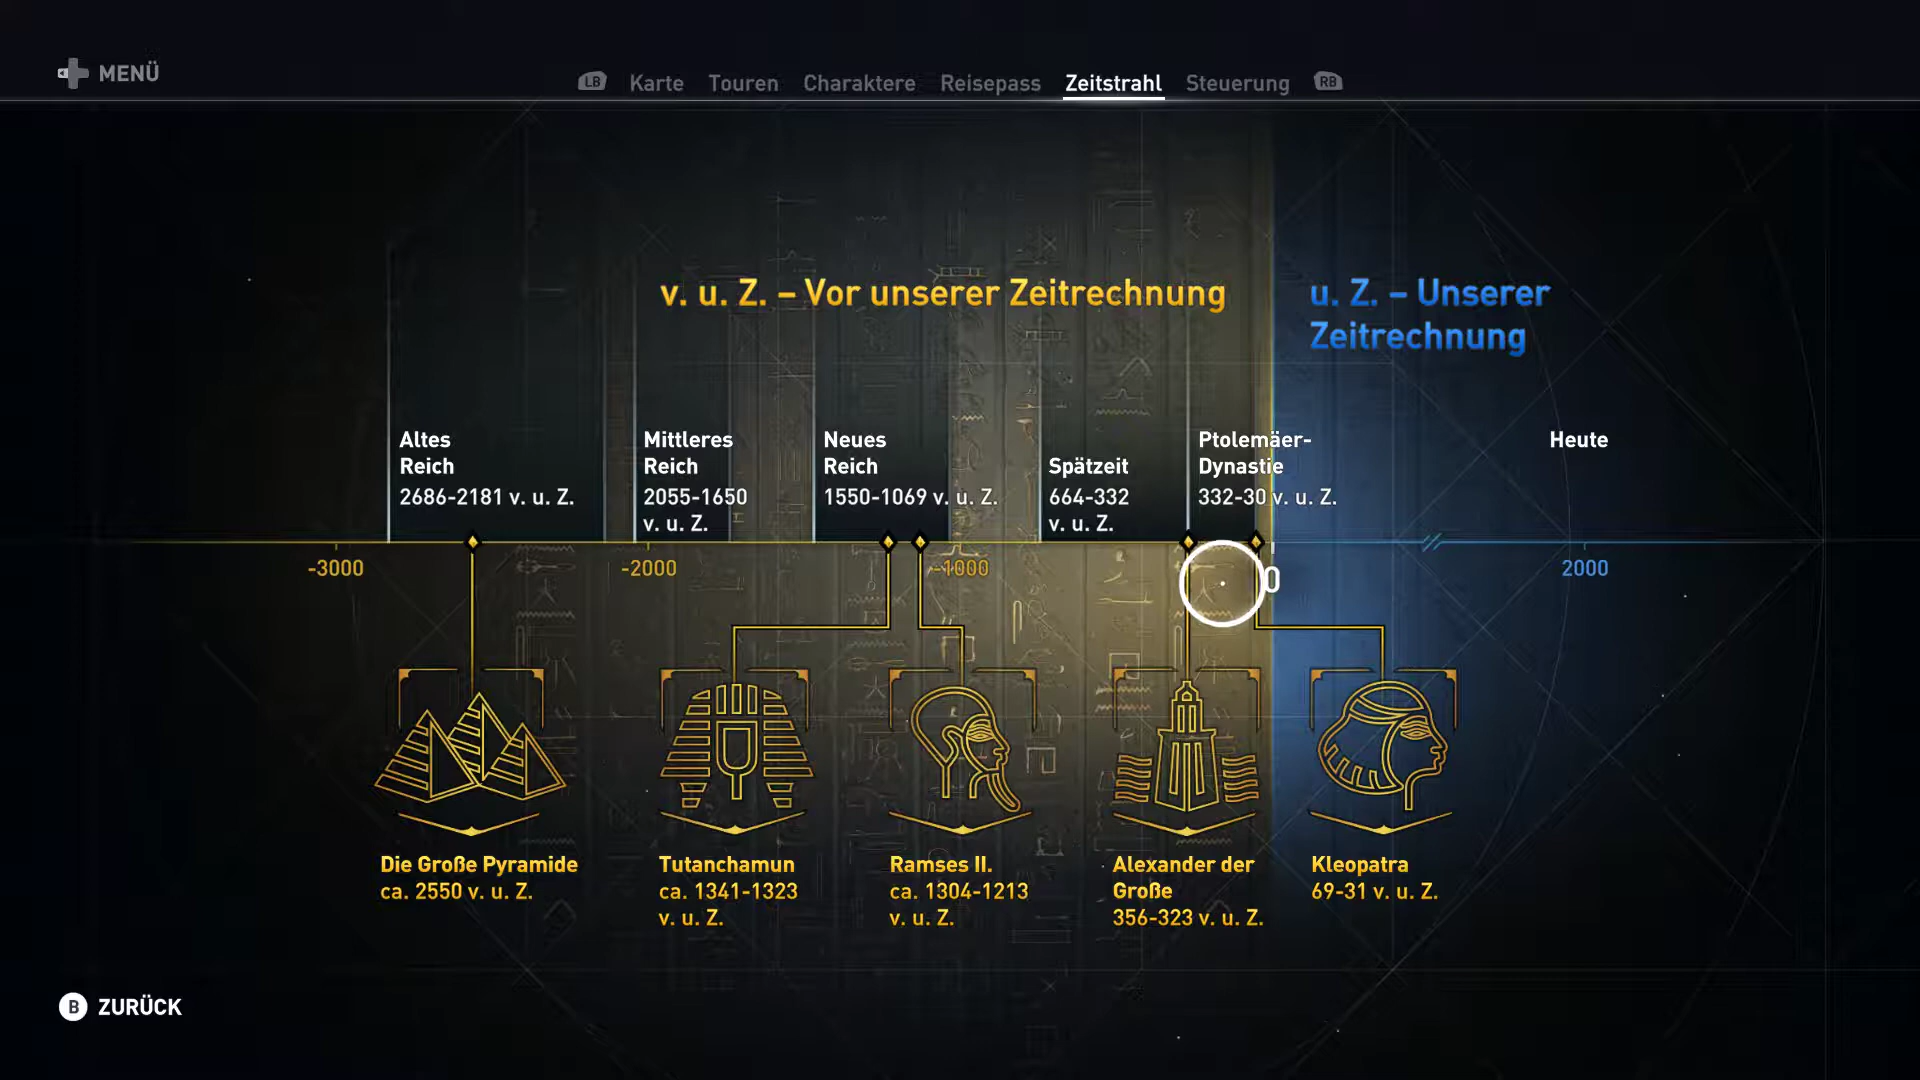 MENÜ
LB Karte Touren Charaktere Reisepass Zeitstrahl Steuerung RB
v. u. Z. – Vor unserer Zeitrechnung
u. Z. – Unserer
Zeitrechnung
Altes
Reich
2686-2181 v. u. Z.
Mittleres
Reich
2055-1650
v. u. Z.
Neues
Reich
1550-1069 v. u. Z.
Spätzeit
664-332
v. u. Z.
Ptolemäer-
Dynastie
332-30 v. u. Z.
Heute
-3000
-2000
-1000
0
2000
Die Große Pyramide
ca. 2550 v. u. Z.
Tutanchamun
ca. 1341-1323
v. u. Z.
Ramses II.
ca. 1304-1213
v. u. Z.
Alexander der
Große
356-323 v. u. Z.
Kleopatra
69-31 v. u. Z.
B ZURÜCK